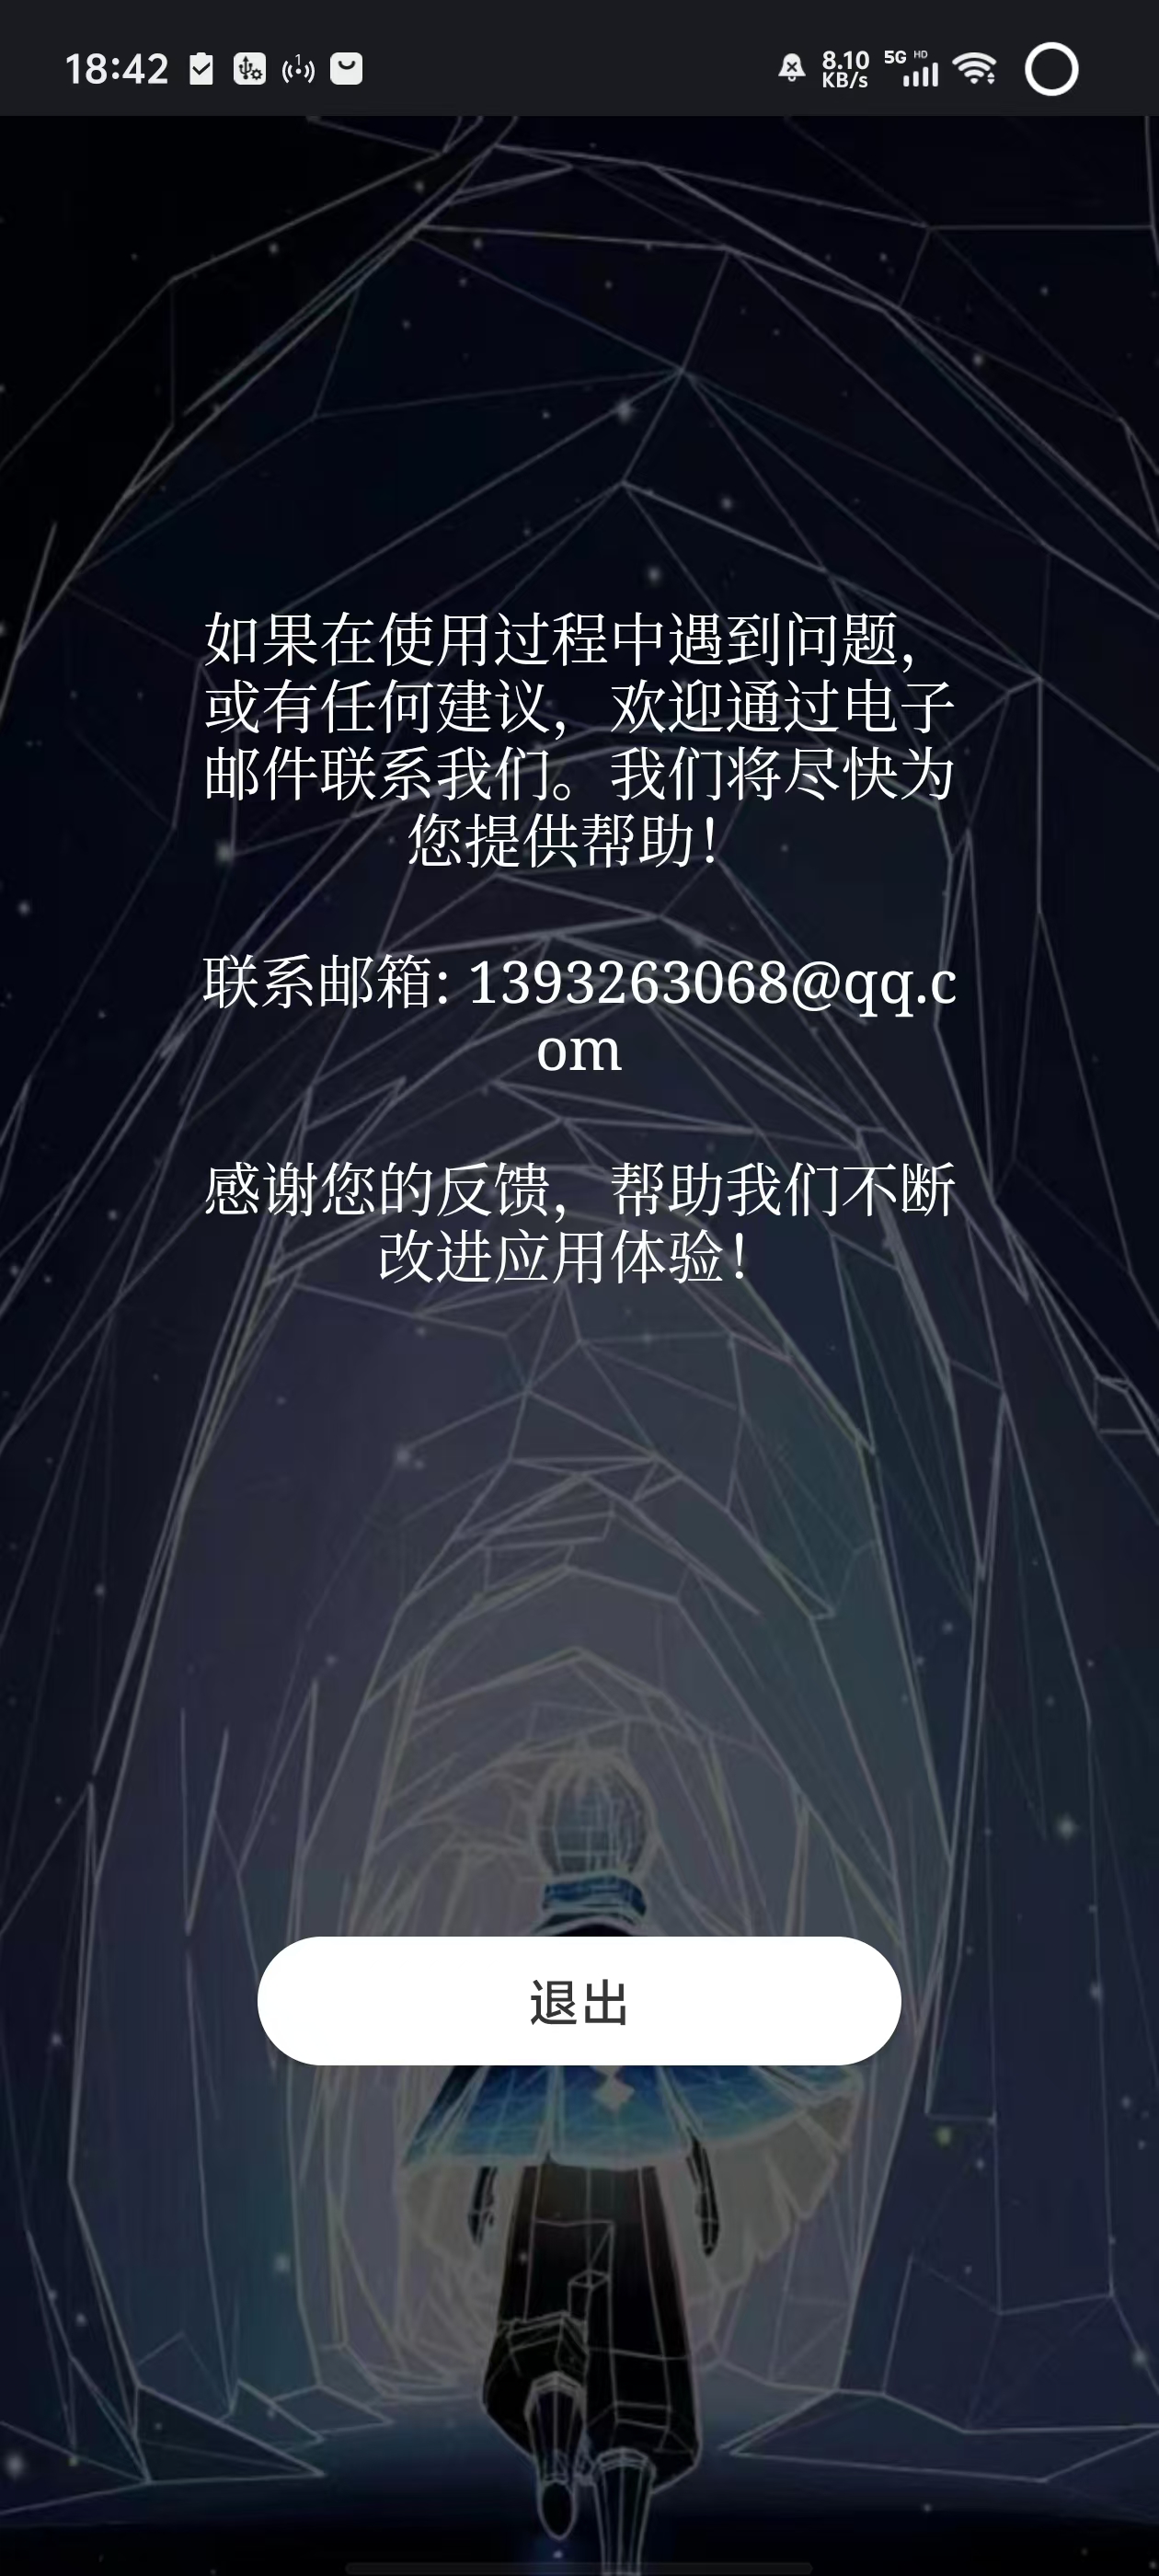 18:42
8.10 KB/s 5G HD
如果在使用过程中遇到问题，
或有任何建议，欢迎通过电子
邮件联系我们。我们将尽快为
您提供帮助！
联系邮箱: 1393263068@qq.c
om
感谢您的反馈，帮助我们不断
改进应用体验！
退出